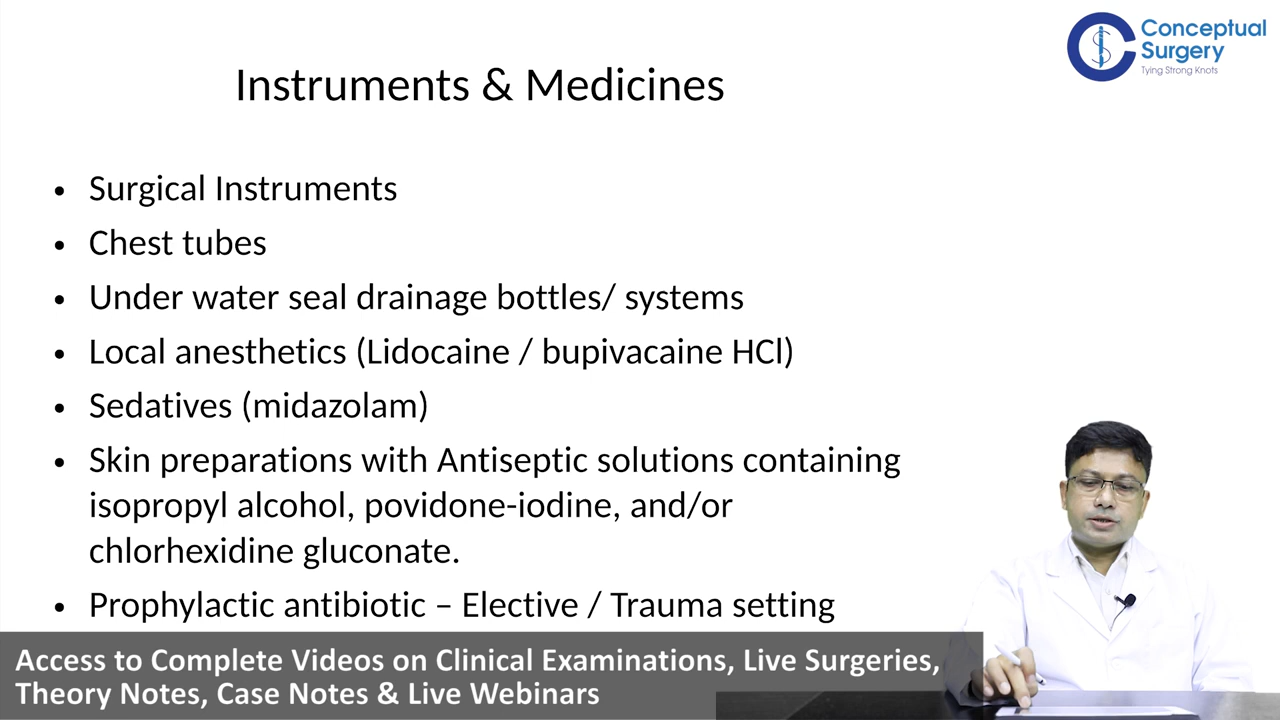 Conceptual
Surgery
Tying Strong Knots
Instruments & Medicines
• Surgical Instruments
• Chest tubes
• Under water seal drainage bottles/ systems
• Local anesthetics (Lidocaine / bupivacaine HCl)
• Sedatives (midazolam)
• Skin preparations with Antiseptic solutions containing
isopropyl alcohol, povidone-iodine, and/or
chlorhexidine gluconate.
• Prophylactic antibiotic – Elective / Trauma setting
Access to Complete Videos on Clinical Examinations, Live Surgeries,
Theory Notes, Case Notes & Live Webinars